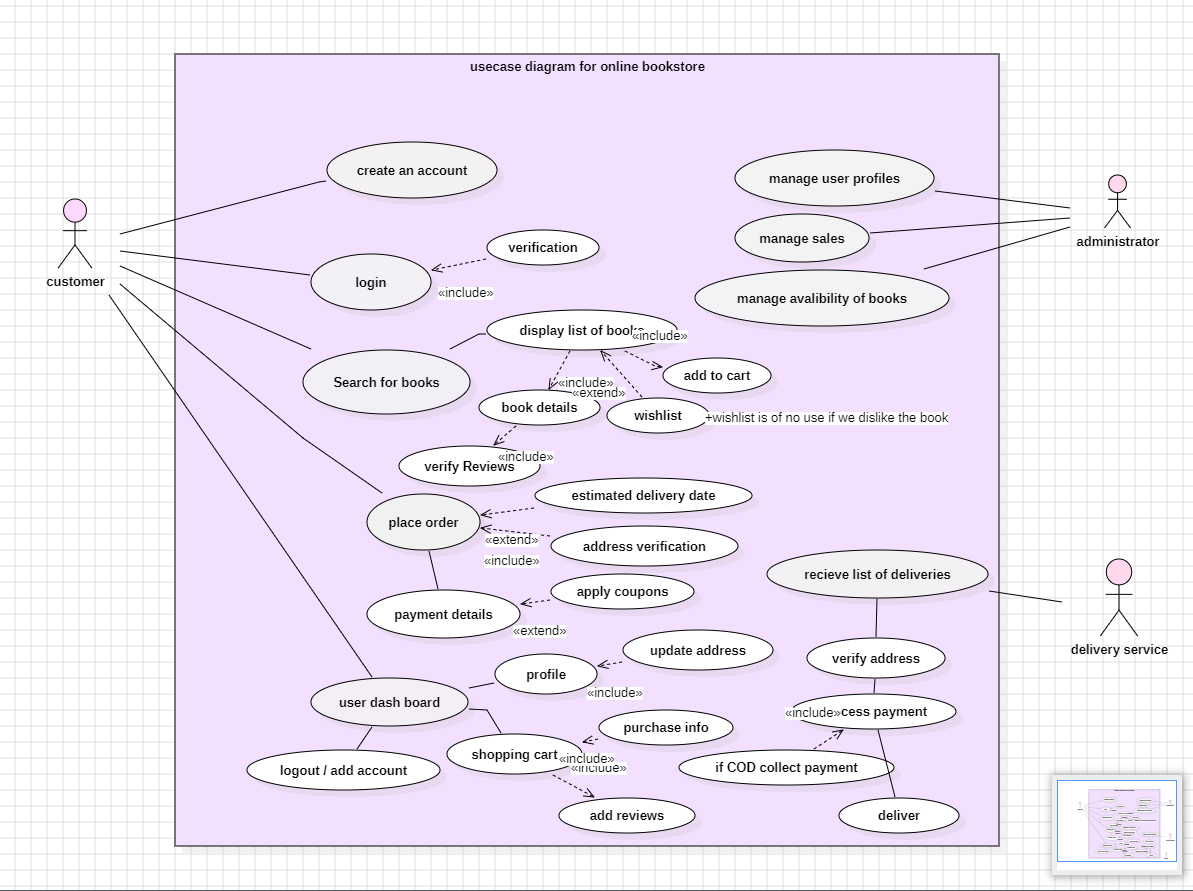 usecase diagram for online bookstore
create an account
manage user profiles
manage sales
administrator
verification
login
customer
«include»
manage avalibility of books
display list of books
«include»
Search for books
add to cart
«include»
«extend»
book details
wishlist
+wishlist is of no use if we dislike the book
«include»
verify Reviews
estimated delivery date
place order
«extend»
address verification
«include»
recieve list of deliveries
apply coupons
payment details
«extend»
delivery service
update address
verify address
profile
«include»
user dash board
«include»
cess payment
purchase info
shopping cart
«include»
«include»
logout / add account
if COD collect payment
add reviews
deliver